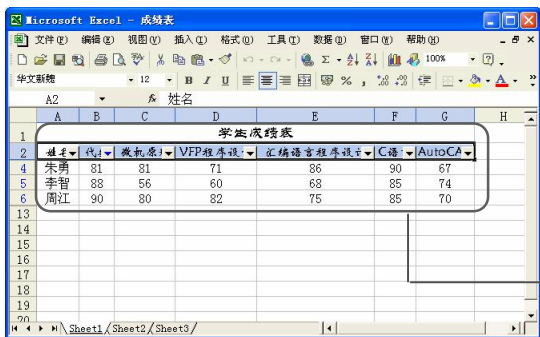 Microsoft Excel - 成绩表
文件(F) 编辑(E) 视图(V) 插入(I) 格式(O) 工具(T) 数据(D) 窗口(W) 帮助(H)
100%
华文新魏 12 B I U % ,
A2 fx 姓名
A B C D E F G H
1 学生成绩表
2 姓名 代 微机原 VFP程序设 汇编语言程序设计 C语 AutoCA
4 朱勇 81 81 71 86 90 67
5 李智 88 56 60 68 85 74
6 周江 90 80 82 75 85 70
13
14
15
16
17
18
19
20
Sheet1 Sheet2 Sheet3